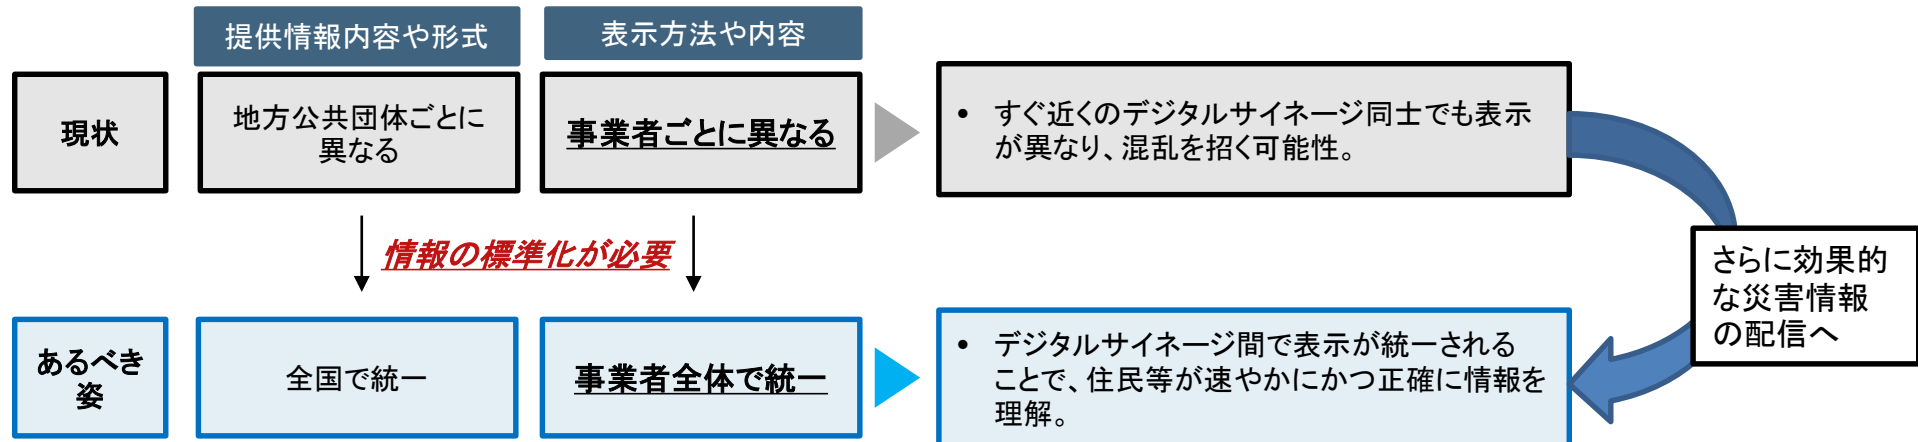 提供情報内容や形式
表示方法や内容
現状
地方公共団体ごとに
異なる
事業者ごとに異なる
• すぐ近くのデジタルサイネージ同士でも表示
が異なり、混乱を招く可能性。
情報の標準化が必要
さらに効果的
な災害情報
の配信へ
あるべき
姿
全国で統一
事業者全体で統一
• デジタルサイネージ間で表示が統一される
ことで、住民等が速やかにかつ正確に情報を
理解。